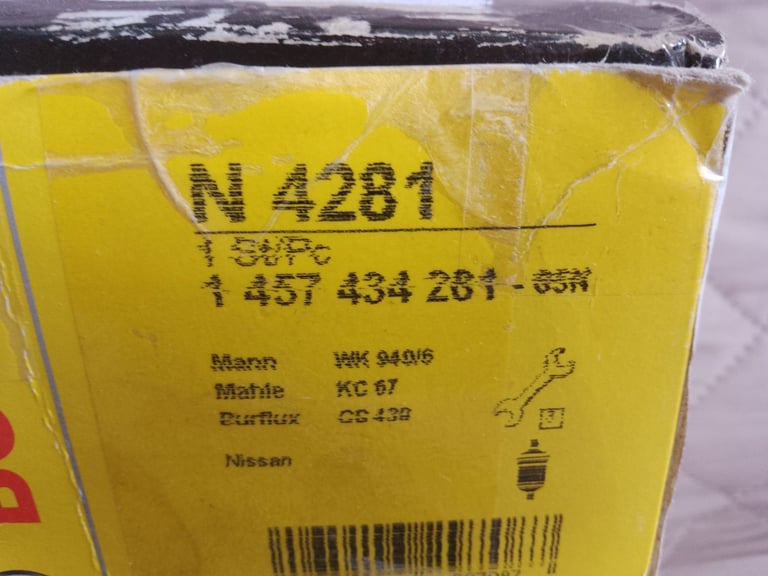 N 4281
1 St/Pc
1 457 434 281 - 85N
Mann WK 940/6
Mahle KC 67
Purflux CS 439
Nissan